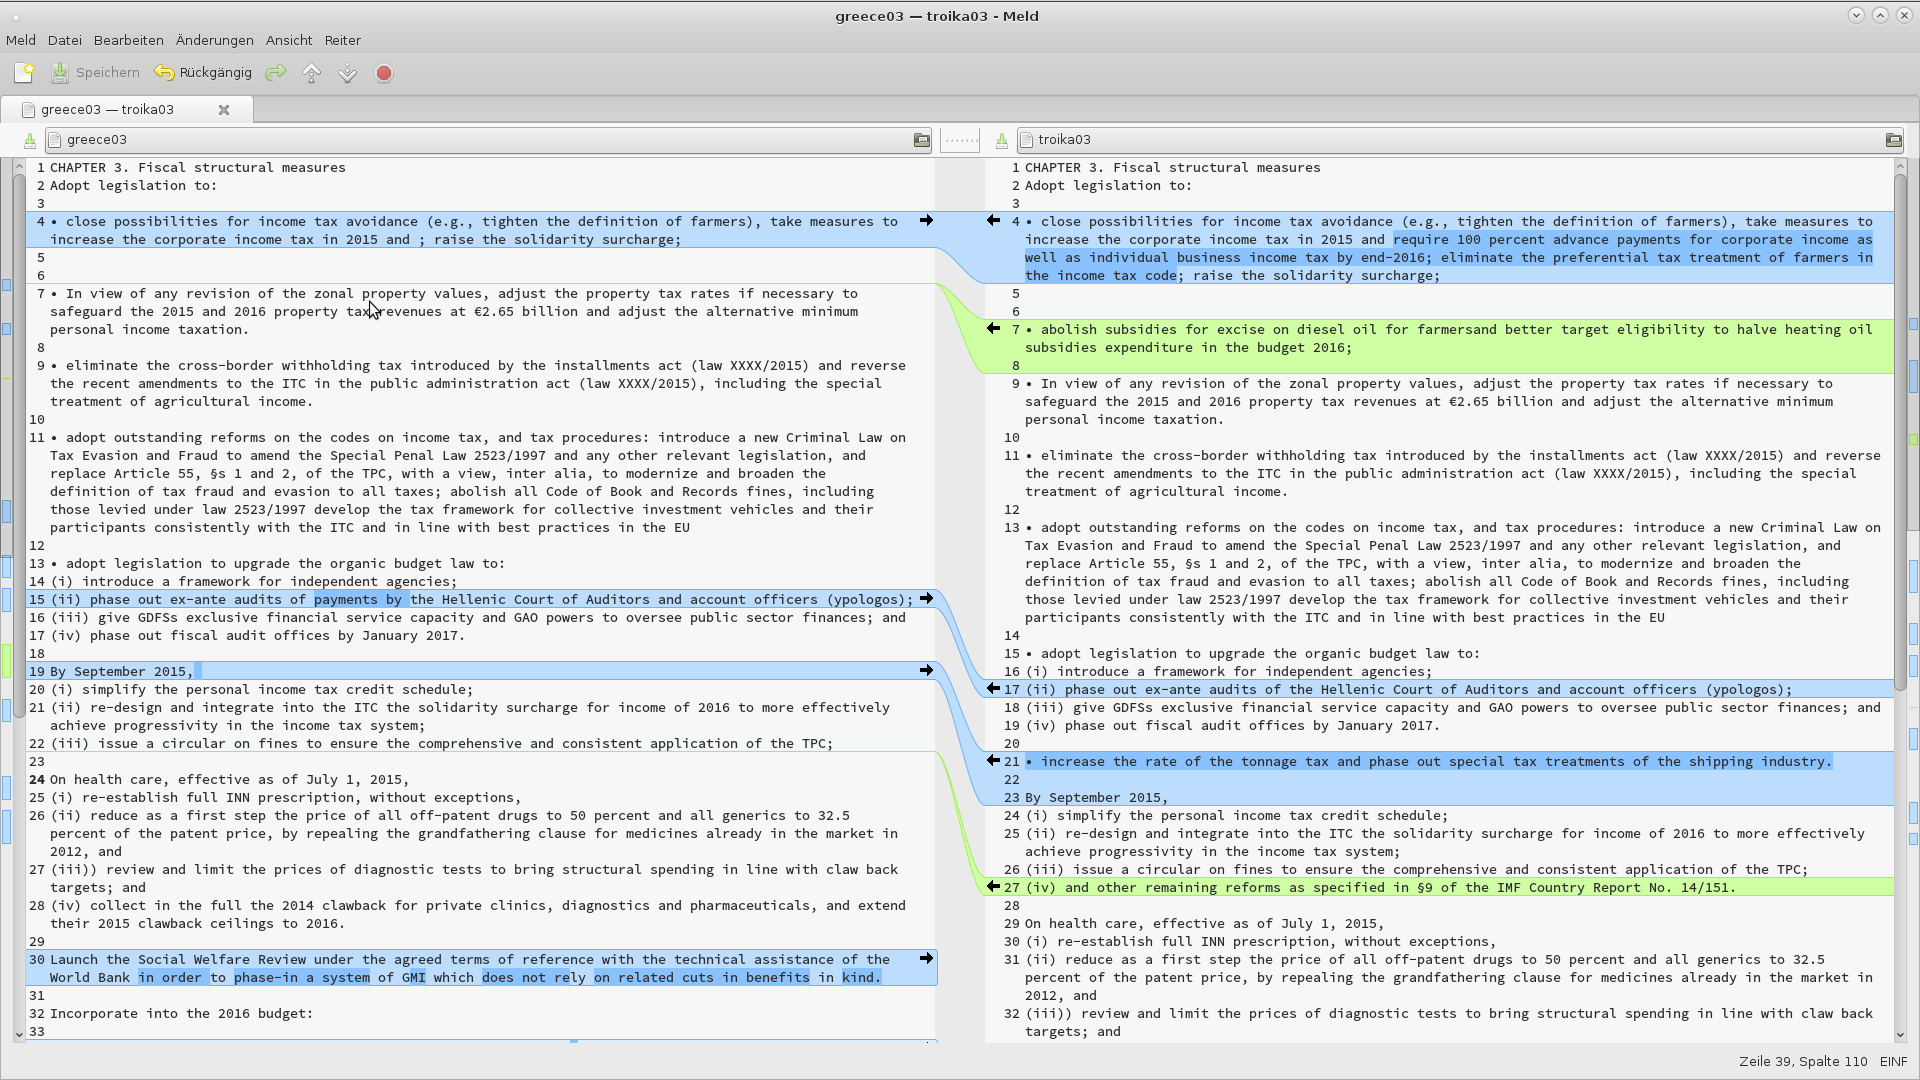 greece03 — troika03 - Meld
Meld Datei Bearbeiten Änderungen Ansicht Reiter
Speichern Rückgängig
greece03 — troika03
greece03
1 CHAPTER 3. Fiscal structural measures
2 Adopt legislation to:
3
4 • close possibilities for income tax avoidance (e.g., tighten the definition of farmers), take measures to
increase the corporate income tax in 2015 and ; raise the solidarity surcharge;
5
6
7 • In view of any revision of the zonal property values, adjust the property tax rates if necessary to
safeguard the 2015 and 2016 property tax revenues at €2.65 billion and adjust the alternative minimum
personal income taxation.
8
9 • eliminate the cross-border withholding tax introduced by the installments act (law XXXX/2015) and reverse
the recent amendments to the ITC in the public administration act (law XXXX/2015), including the special
treatment of agricultural income.
10
11 • adopt outstanding reforms on the codes on income tax, and tax procedures: introduce a new Criminal Law on
Tax Evasion and Fraud to amend the Special Penal Law 2523/1997 and any other relevant legislation, and
replace Article 55, §s 1 and 2, of the TPC, with a view, inter alia, to modernize and broaden the
definition of tax fraud and evasion to all taxes; abolish all Code of Book and Records fines, including
those levied under law 2523/1997 develop the tax framework for collective investment vehicles and their
participants consistently with the ITC and in line with best practices in the EU
12
13 • adopt legislation to upgrade the organic budget law to:
14 (i) introduce a framework for independent agencies;
15 (ii) phase out ex-ante audits of payments by the Hellenic Court of Auditors and account officers (ypologos);
16 (iii) give GDFSs exclusive financial service capacity and GAO powers to oversee public sector finances; and
17 (iv) phase out fiscal audit offices by January 2017.
18
19 By September 2015,
20 (i) simplify the personal income tax credit schedule;
21 (ii) re-design and integrate into the ITC the solidarity surcharge for income of 2016 to more effectively
achieve progressivity in the income tax system;
22 (iii) issue a circular on fines to ensure the comprehensive and consistent application of the TPC;
23
24 On health care, effective as of July 1, 2015,
25 (i) re-establish full INN prescription, without exceptions,
26 (ii) reduce as a first step the price of all off-patent drugs to 50 percent and all generics to 32.5
percent of the patent price, by repealing the grandfathering clause for medicines already in the market in
2012, and
27 (iii)) review and limit the prices of diagnostic tests to bring structural spending in line with claw back
targets; and
28 (iv) collect in the full the 2014 clawback for private clinics, diagnostics and pharmaceuticals, and extend
their 2015 clawback ceilings to 2016.
29
30 Launch the Social Welfare Review under the agreed terms of reference with the technical assistance of the
World Bank in order to phase-in a system of GMI which does not rely on related cuts in benefits in kind.
31
32 Incorporate into the 2016 budget:
33
troika03
1 CHAPTER 3. Fiscal structural measures
2 Adopt legislation to:
3
4 • close possibilities for income tax avoidance (e.g., tighten the definition of farmers), take measures to
increase the corporate income tax in 2015 and require 100 percent advance payments for corporate income as
well as individual business income tax by end-2016; eliminate the preferential tax treatment of farmers in
the income tax code; raise the solidarity surcharge;
5
6
7 • abolish subsidies for excise on diesel oil for farmersand better target eligibility to halve heating oil
subsidies expenditure in the budget 2016;
8
9 • In view of any revision of the zonal property values, adjust the property tax rates if necessary to
safeguard the 2015 and 2016 property tax revenues at €2.65 billion and adjust the alternative minimum
personal income taxation.
10
11 • eliminate the cross-border withholding tax introduced by the installments act (law XXXX/2015) and reverse
the recent amendments to the ITC in the public administration act (law XXXX/2015), including the special
treatment of agricultural income.
12
13 • adopt outstanding reforms on the codes on income tax, and tax procedures: introduce a new Criminal Law on
Tax Evasion and Fraud to amend the Special Penal Law 2523/1997 and any other relevant legislation, and
replace Article 55, §s 1 and 2, of the TPC, with a view, inter alia, to modernize and broaden the
definition of tax fraud and evasion to all taxes; abolish all Code of Book and Records fines, including
those levied under law 2523/1997 develop the tax framework for collective investment vehicles and their
participants consistently with the ITC and in line with best practices in the EU
14
15 • adopt legislation to upgrade the organic budget law to:
16 (i) introduce a framework for independent agencies;
17 (ii) phase out ex-ante audits of the Hellenic Court of Auditors and account officers (ypologos);
18 (iii) give GDFSs exclusive financial service capacity and GAO powers to oversee public sector finances; and
19 (iv) phase out fiscal audit offices by January 2017.
20
21 • increase the rate of the tonnage tax and phase out special tax treatments of the shipping industry.
22
23 By September 2015,
24 (i) simplify the personal income tax credit schedule;
25 (ii) re-design and integrate into the ITC the solidarity surcharge for income of 2016 to more effectively
achieve progressivity in the income tax system;
26 (iii) issue a circular on fines to ensure the comprehensive and consistent application of the TPC;
27 (iv) and other remaining reforms as specified in §9 of the IMF Country Report No. 14/151.
28
29 On health care, effective as of July 1, 2015,
30 (i) re-establish full INN prescription, without exceptions,
31 (ii) reduce as a first step the price of all off-patent drugs to 50 percent and all generics to 32.5
percent of the patent price, by repealing the grandfathering clause for medicines already in the market in
2012, and
32 (iii)) review and limit the prices of diagnostic tests to bring structural spending in line with claw back
targets; and
Zeile 39, Spalte 110 EINF